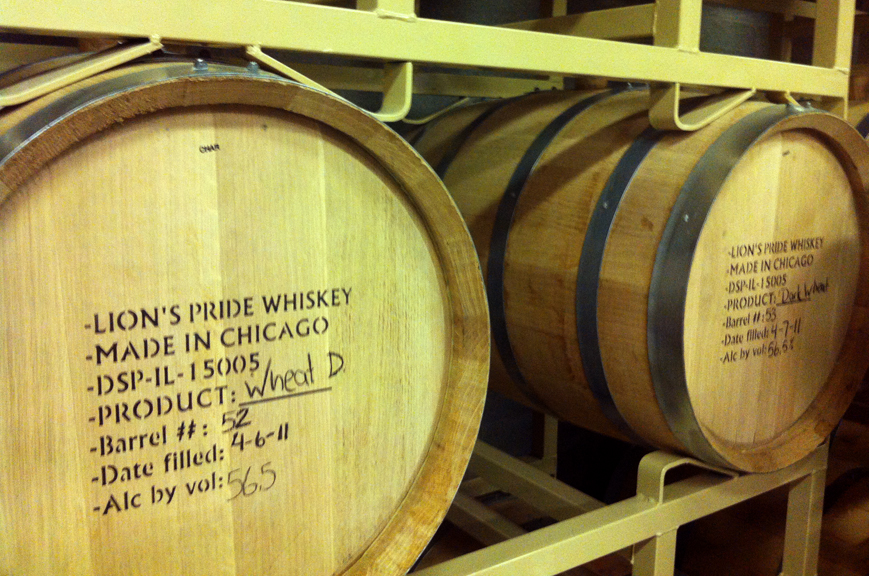 CHAR
-LION'S PRIDE WHISKEY
-MADE IN CHICAGO
-DSP-IL-15005
-PRODUCT: Wheat D.
-Barrel #: 52
-Date filled: 4-6-11
-Alc by vol: 56.5
-LION'S PRIDE WHISKEY
-MADE IN CHICAGO
-DSP-IL-15005
-PRODUCT: Dark Wheat
-Barrel #: 53
-Date filled: 4-7-11
-Alc by vol: 56.5%